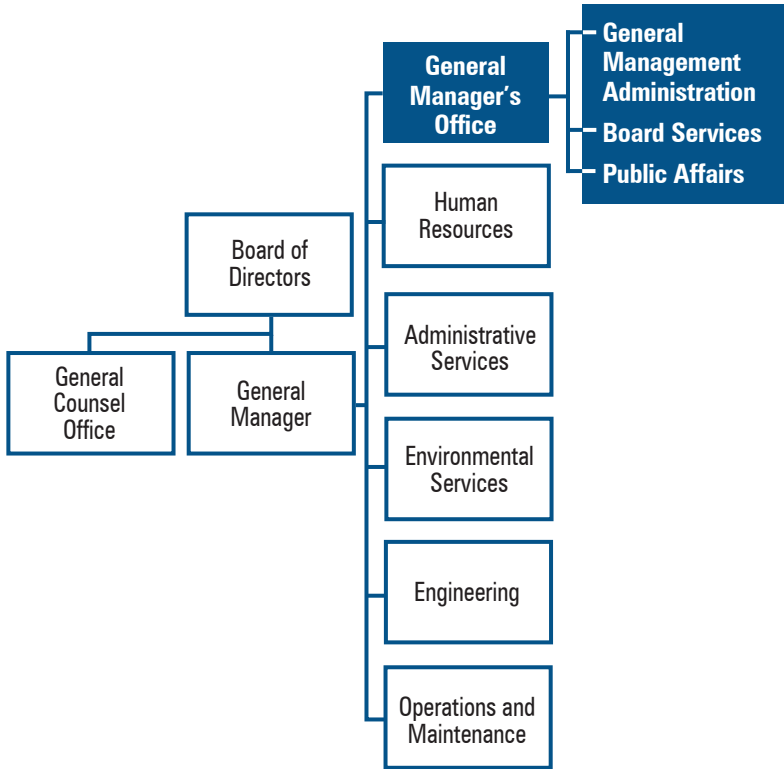 General
Manager’s
Office
General
Management
Administration
Board Services
Public Affairs
Human
Resources
Board of
Directors
Administrative
Services
General
Counsel
Office
General
Manager
Environmental
Services
Engineering
Operations and
Maintenance